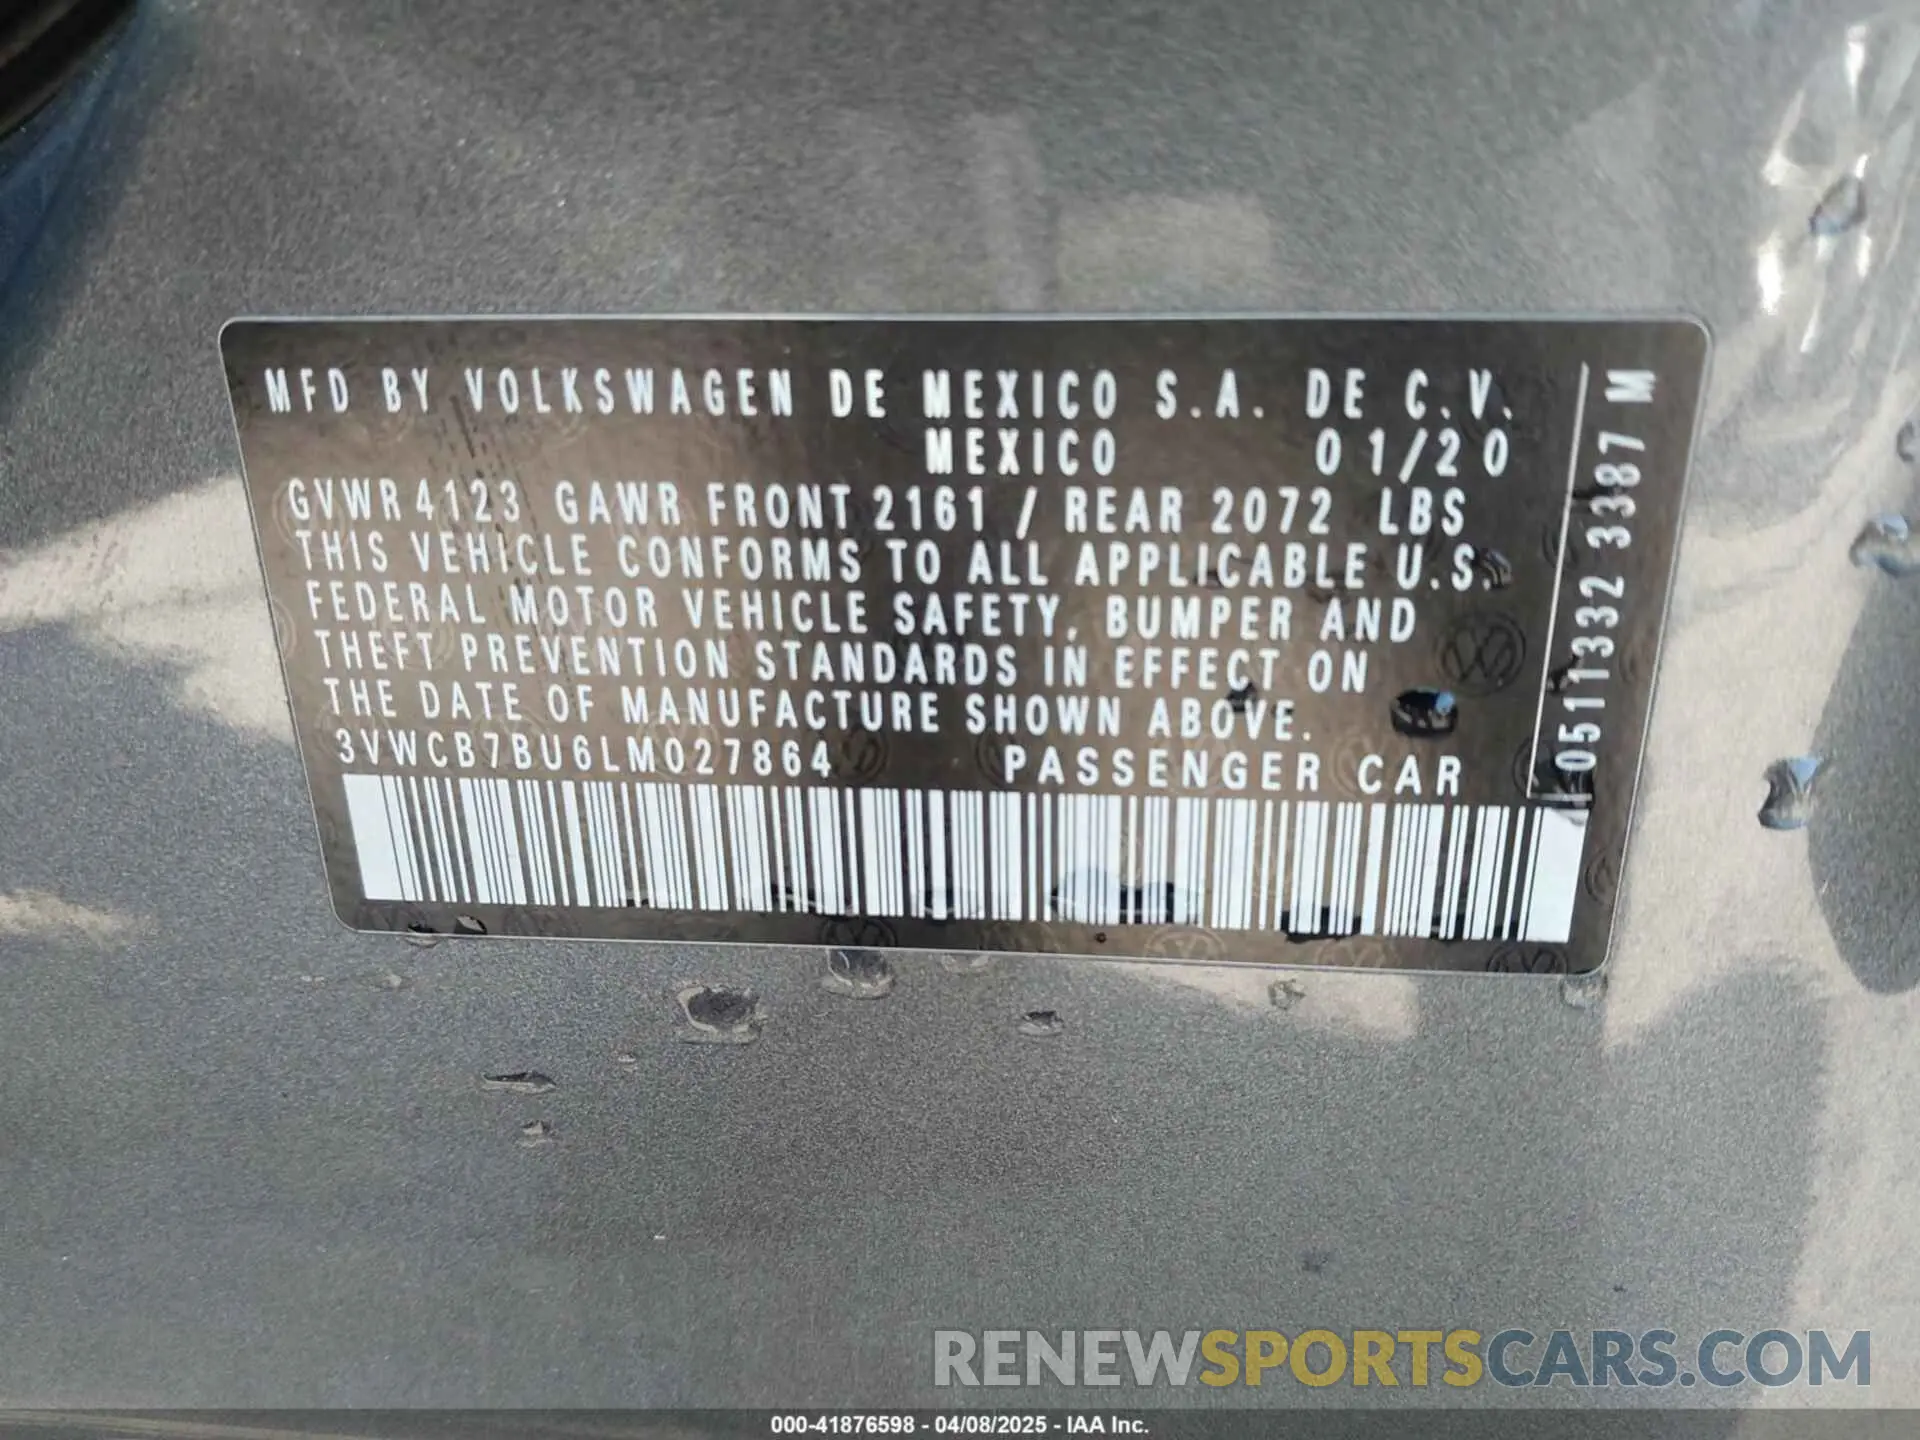 MFD BY VOLKSWAGEN DE MEXICO S.A. DE C.V.
MEXICO 01/20
GVWR 4123 GAWR FRONT 2161 / REAR 2072 LBS
THIS VEHICLE CONFORMS TO ALL APPLICABLE U.S.
FEDERAL MOTOR VEHICLE SAFETY, BUMPER AND
THEFT PREVENTION STANDARDS IN EFFECT ON
THE DATE OF MANUFACTURE SHOWN ABOVE.
3VWCB7BU6LM027864 PASSENGER CAR
0511332 3387 M
RENEWSPORTSCARS.COM
000-41876598 - 04/08/2025 - IAA Inc.